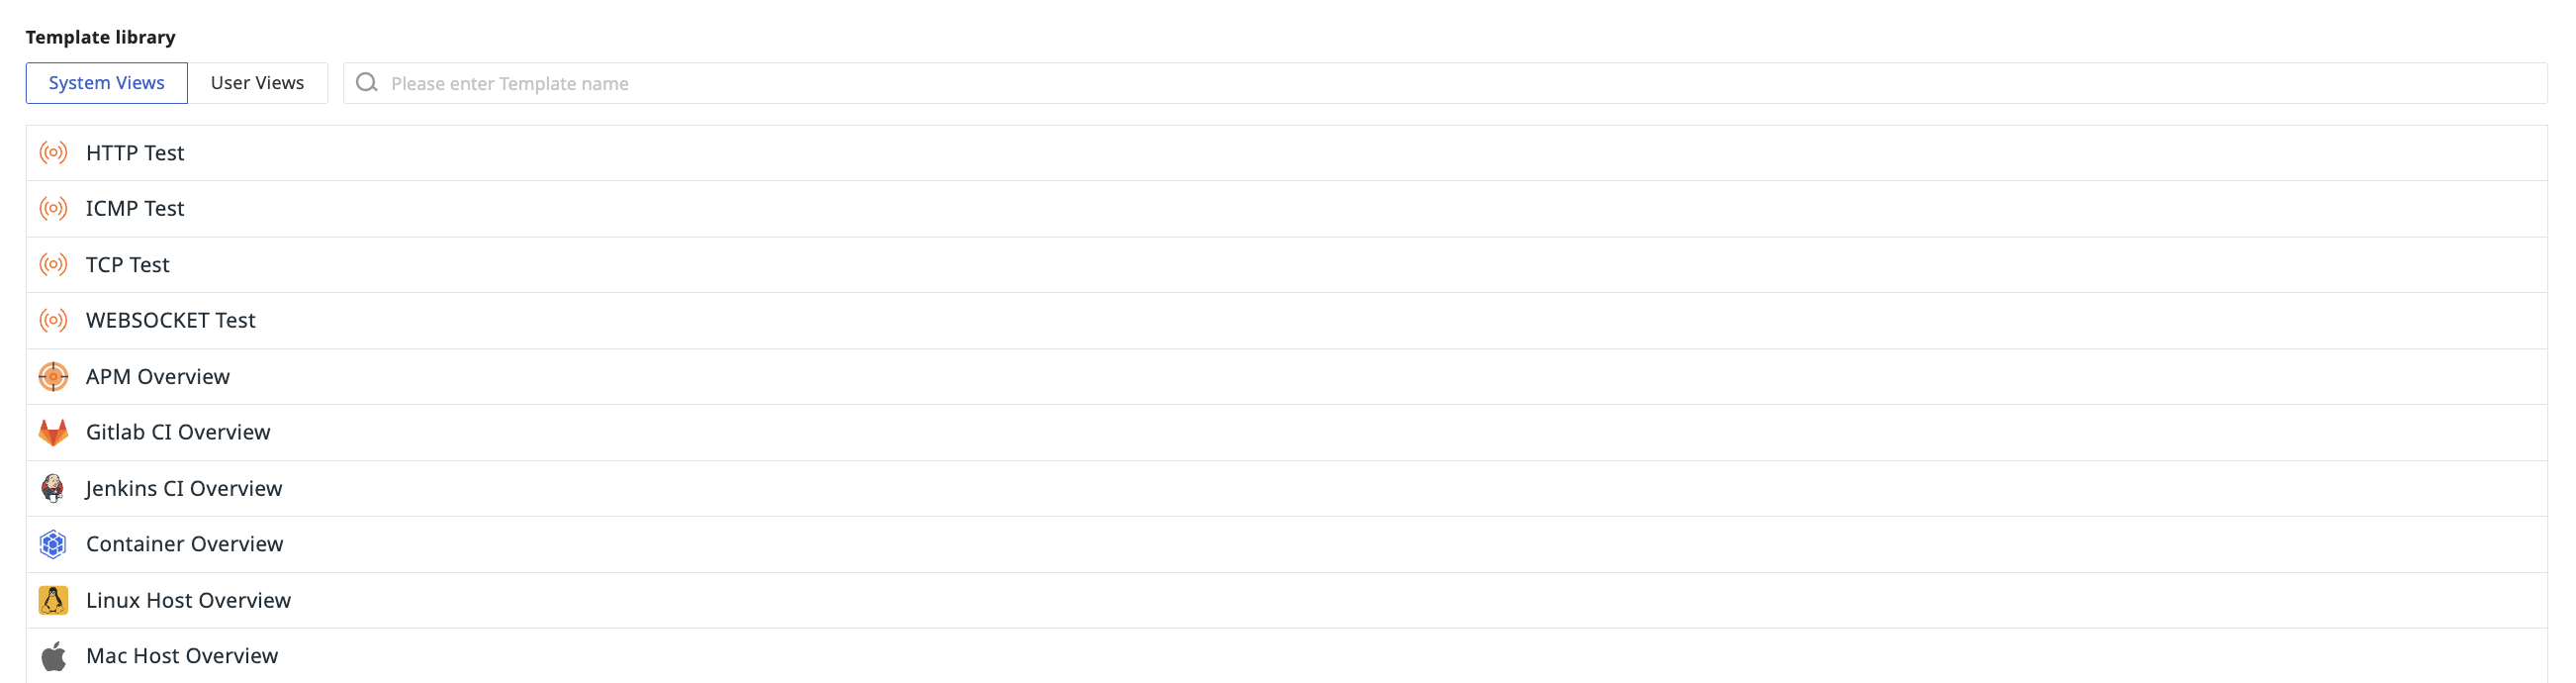 Template library
System Views User Views Please enter Template name
HTTP Test
ICMP Test
TCP Test
WEBSOCKET Test
APM Overview
Gitlab CI Overview
Jenkins CI Overview
Container Overview
Linux Host Overview
Mac Host Overview